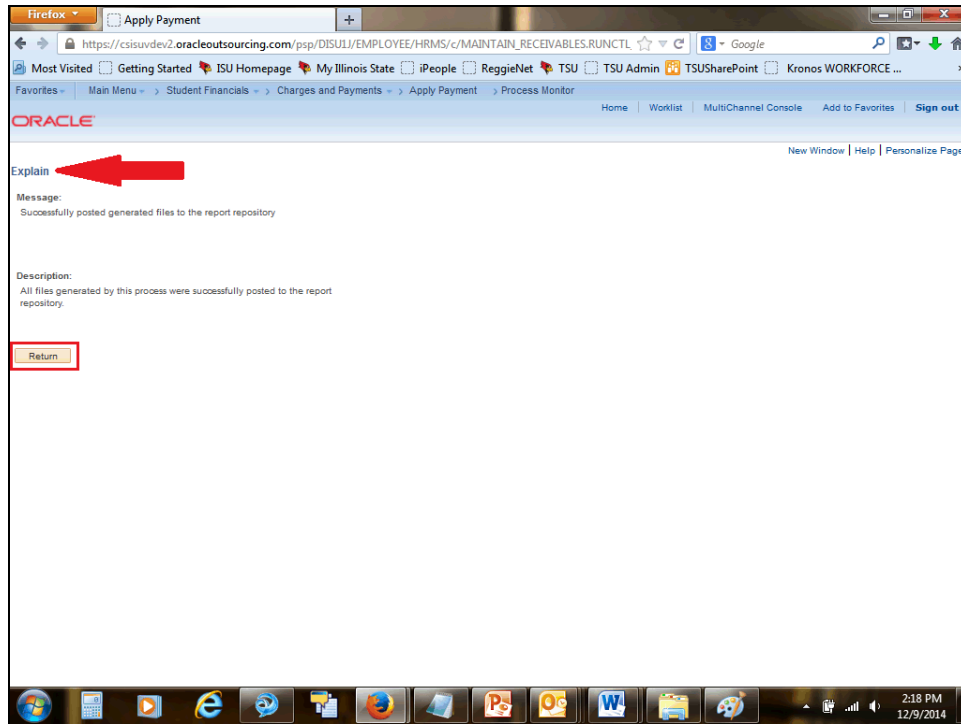 Firefox
Apply Payment
https://csisuvdev2.oracleoutsourcing.com/psp/DISU1J/EMPLOYEE/HRMS/c/MAINTAIN_RECEIVABLES.RUNCTL
Google
Most Visited Getting Started ISU Homepage My Illinois State iPeople ReggieNet TSU TSU Admin TSUSharePoint Kronos WORKFORCE ...
Favorites Main Menu > Student Financials > Charges and Payments > Apply Payment > Process Monitor
Home Worklist MultiChannel Console Add to Favorites Sign out
ORACLE
New Window | Help | Personalize Page
Explain
Message:
Successfully posted generated files to the report repository
Description:
All files generated by this process were successfully posted to the report
repository.
Return
2:18 PM
12/9/2014